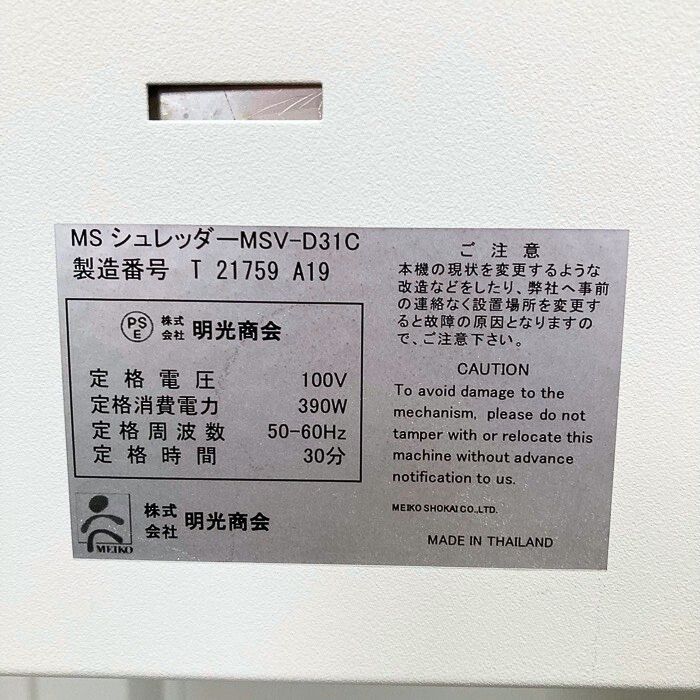 MS シュレッダーMSV-D31C
製造番号 T 21759 A19
PS
E
株式
会社 明光商会
定格電圧 100V
定格消費電力 390W
定格周波数 50-60Hz
定格時間 30分
MEIKO
株式
会社 明光商会
ご注意
本機の現状を変更するような
改造などをしたり、弊社へ事前
の連絡なく設置場所を変更す
ると故障の原因となりますの
で、ご注意下さい。
CAUTION
To avoid damage to the
mechanism, please do not
tamper with or relocate this
machine without advance
notification to us.
MEIKO SHOKAI CO.,LTD.
MADE IN THAILAND